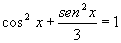 cos² x + sen² x / 3 = 1